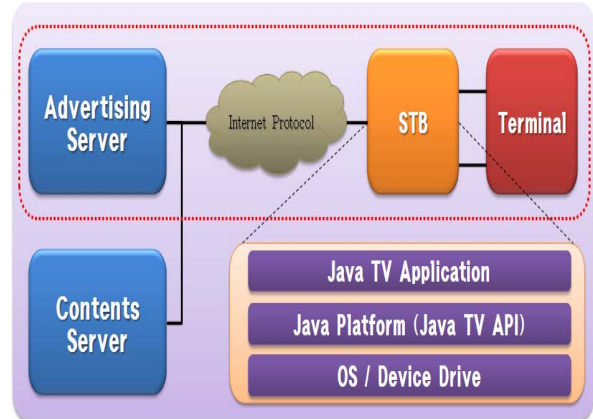 Advertising
Server
Internet Protocol
STB
Terminal
Contents
Server
Java TV Application
Java Platform (Java TV API)
OS / Device Drive